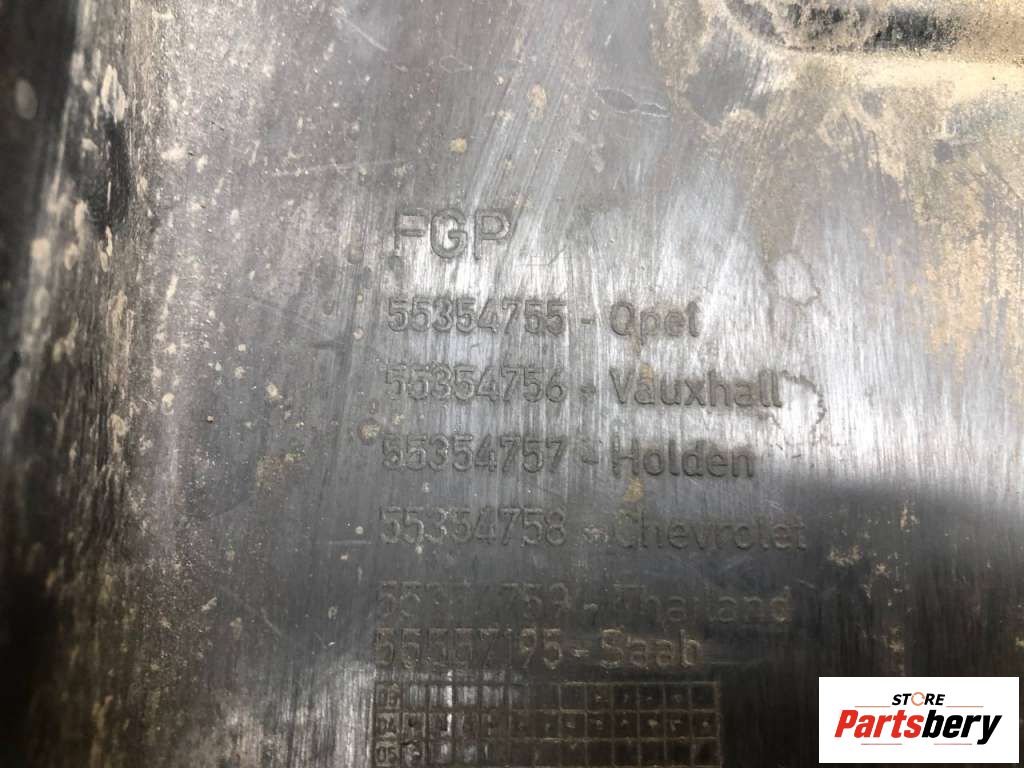 FGP
55354755 - Opel
55354756 - Vauxhall
55354757 - Holden
55354758 - Chevrolet
- Thailand
- Saab
STORE
Partsbery